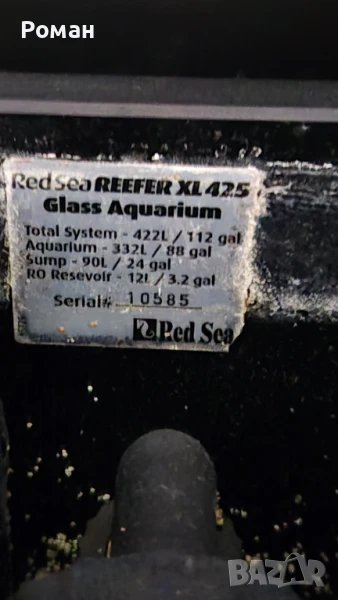 Роман
Red Sea REEFER XL 425
Glass Aquarium
Total System - 422L / 112 gal
Aquarium - 332L / 88 gal
Sump - 90L / 24 gal
RO Resevoir - 12l / 3.2 gal
Serial# 10585
Red Sea
BAZAR